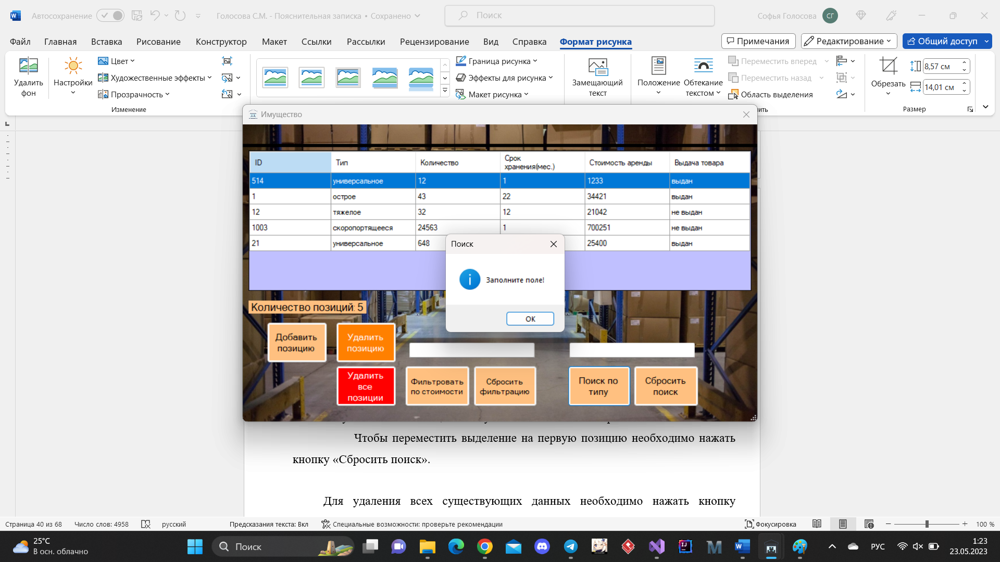 Автосохранение
Голосова С.М. - Пояснительная записка • Сохранено
Поиск
Софья Голосова
СГ
Файл Главная Вставка Рисование Конструктор Макет Ссылки Рассылки Рецензирование Вид Справка Формат рисунка
Примечания
Редактирование
Общий доступ
Удалить
фон
Настройки
Цвет
Художественные эффекты
Прозрачность
Изменение
Граница рисунка
Эффекты для рисунка
Макет рисунка
Замещающий
текст
Положение
Обтекание
текстом
Переместить вперед
Переместить назад
Область выделения
ить
Обрезать
8,57 см
14,01 см
Размер
Имущество
ID Тип Количество Срок
хранения(мес.) Стоимость аренды Выдача товара
514 универсальное 12 1 1233 выдан
1 острое 43 22 34421 выдан
12 тяжелое 32 12 21042 не выдан
1003 скоропортящееся 24563 1 700251 не выдан
21 универсальное 648 25400 выдан
Поиск
Заполните поле!
ОК
Количество позиций: 5
Добавить
позицию
Удалить
позицию
Удалить
все
позиции
Фильтровать
по стоимости
Сбросить
фильтрацию
Поиск по
типу
Сбросить
поиск
Чтобы переместить выделение на первую позицию необходимо нажать
кнопку «Сбросить поиск».
Для удаления всех существующих данных необходимо нажать кнопку
Страница 40 из 68 Число слов: 4958 русский Предсказания текста: Вкл Специальные возможности: проверьте рекомендации Фокусировка 100 %
25°C
В осн. облачно
Поиск
РУС
1:23
23.05.2023